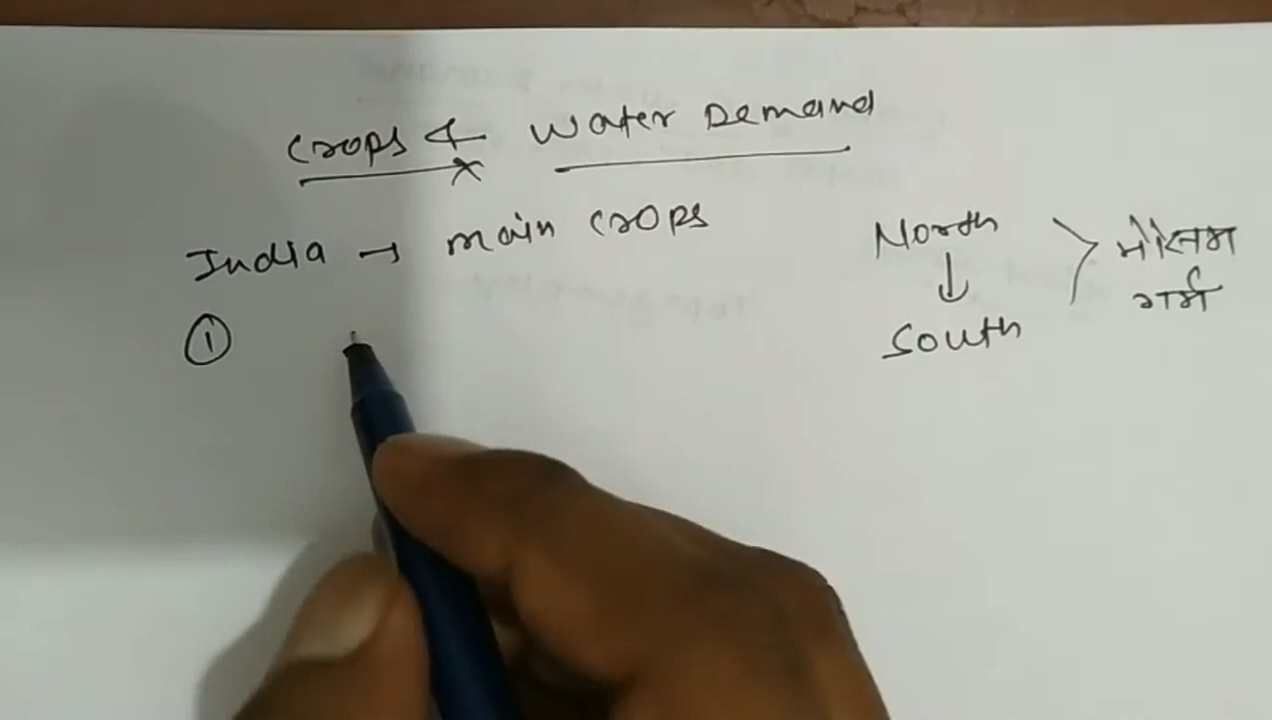 Crops & Water Demand
India → main crops
①
North
↓
South
मौसम
गर्म